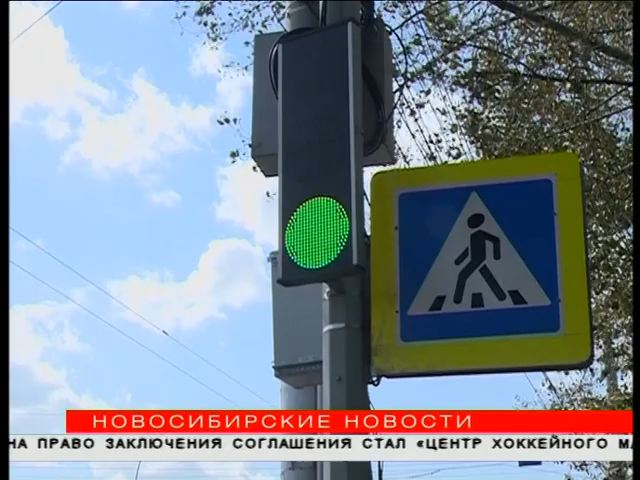 НОВОСИБИРСКИЕ НОВОСТИ
НА ПРАВО ЗАКЛЮЧЕНИЯ СОГЛАШЕНИЯ СТАЛ «ЦЕНТР ХОККЕЙНОГО